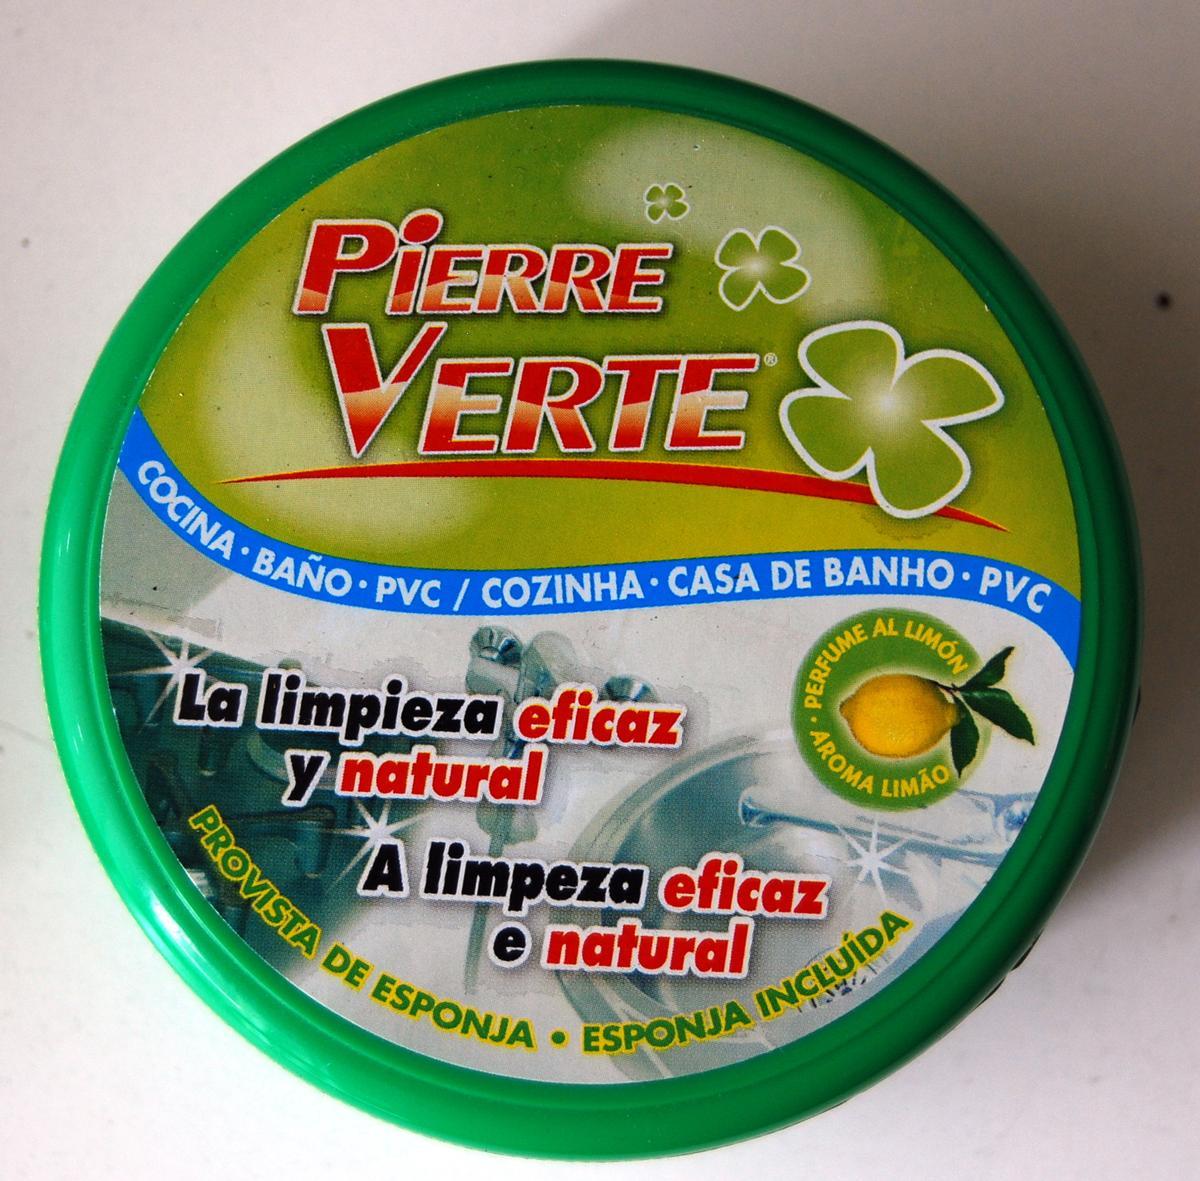 PiERRE
VERTE®
COCINA · BAÑO · PVC / COZINHA · CASA DE BANHO · PVC
· PERFUME AL LIMÓN
· AROMA LIMÃO
La limpieza eficaz
y natural
A limpeza eficaz
e natural
PROVISTA DE ESPONJA • ESPONJA INCLUÍDA